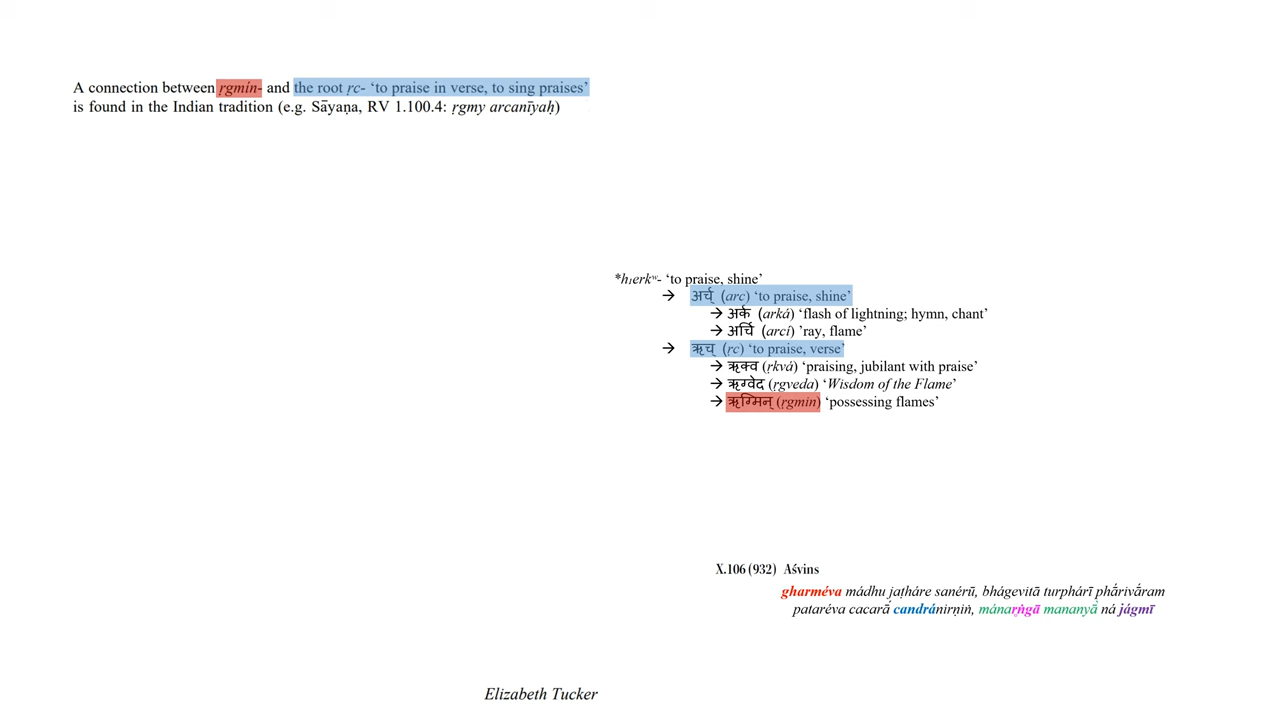 A connection between ṛgmín- and the root ṛc- ‘to praise in verse, to sing praises’
is found in the Indian tradition (e.g. Sāyaṇa, RV 1.100.4: ṛgmy arcanīyaḥ)
*h₁erkʷ- ‘to praise, shine’
→ अर्च् (arc) ‘to praise, shine’
→ अर्क (arká) ‘flash of lightning; hymn, chant’
→ अर्चि (arcí) ’ray, flame’
→ ऋच् (ṛc) ‘to praise, verse’
→ ऋक्व (ṛkvá) ‘praising, jubilant with praise’
→ ऋग्वेद (ṛgveda) ‘Wisdom of the Flame’
→ ऋग्मिन् (ṛgmin) ‘possessing flames’
X.106 (932) Aśvins
gharméva mádhu jaṭháre sanérū, bhágevitā turphárī phā́rivā́ram
pataréva cacarā́ candránirṇiṅ, mánarṅgā mananyā̀ ná jágmī
Elizabeth Tucker